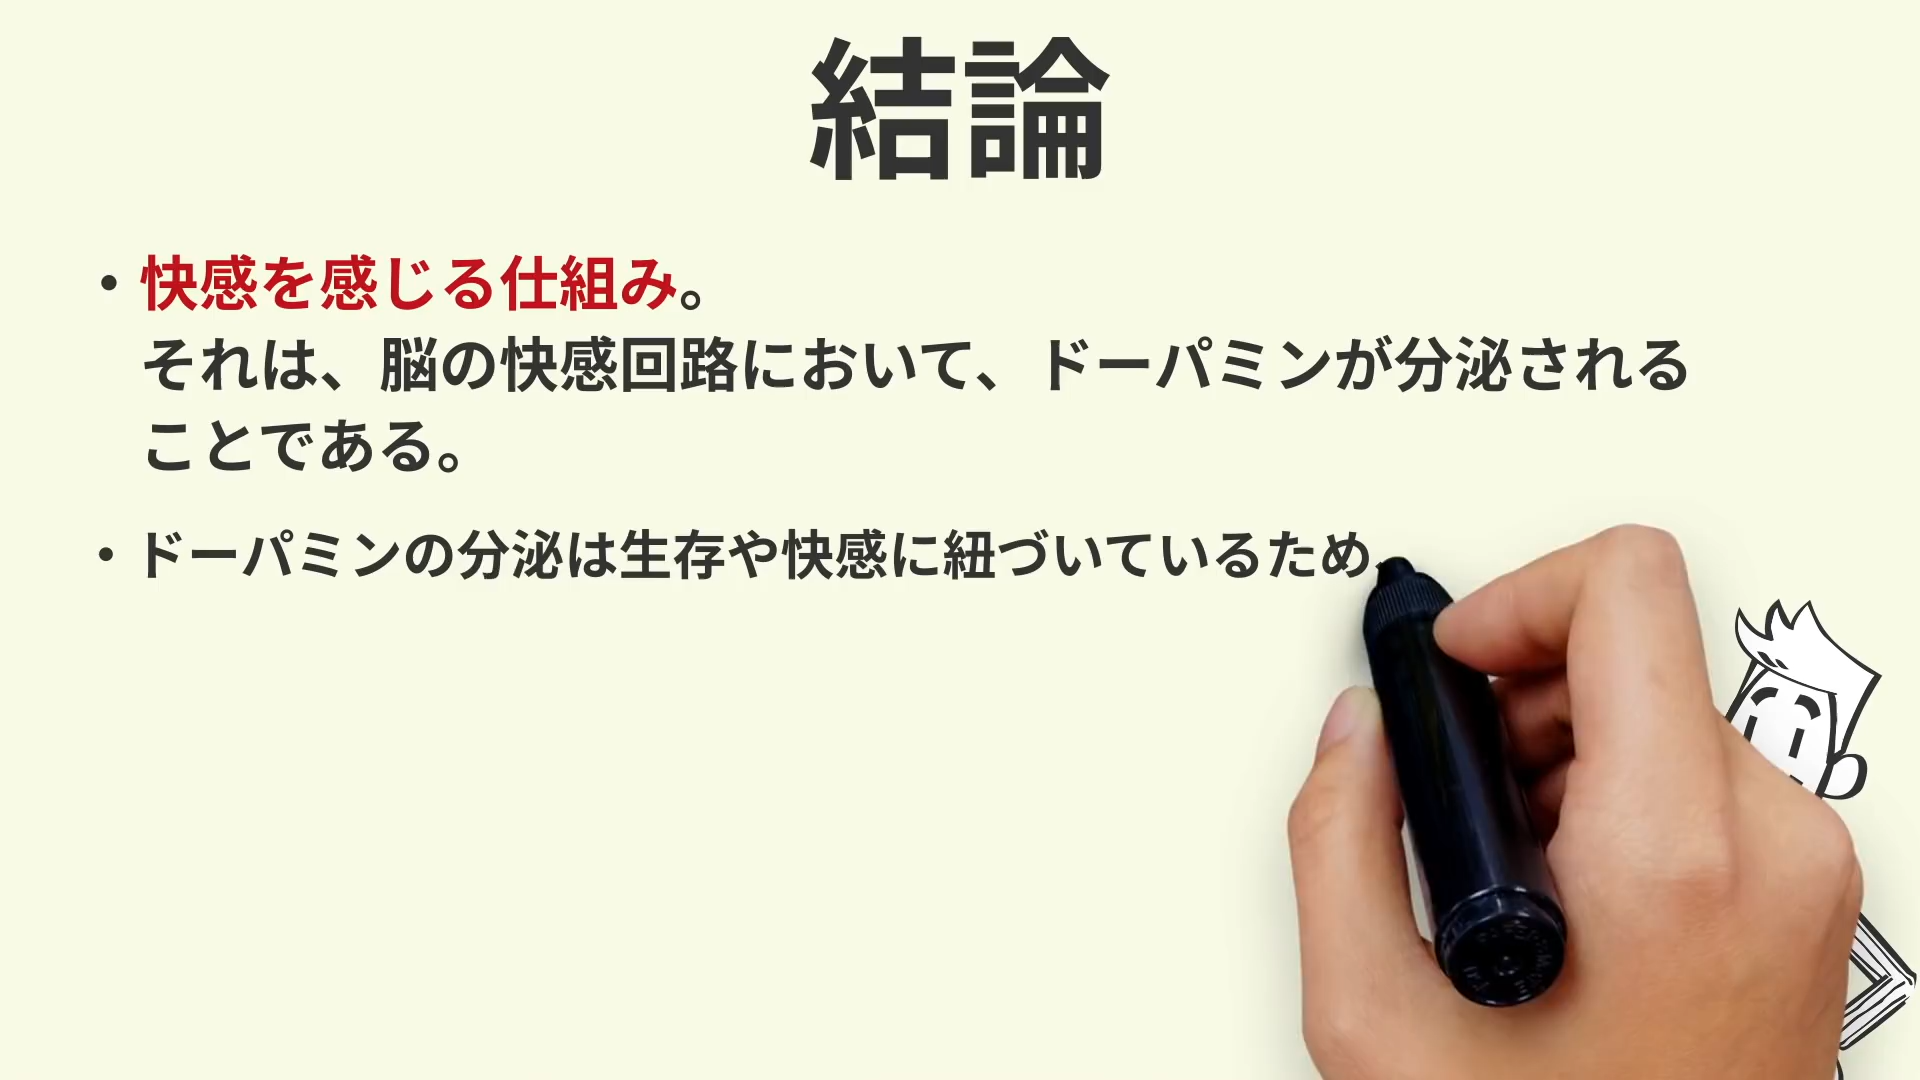 結論
・快感を感じる仕組み。
それは、脳の快感回路において、ドーパミンが分泌される
ことである。
・ドーパミンの分泌は生存や快感に紐づいているため